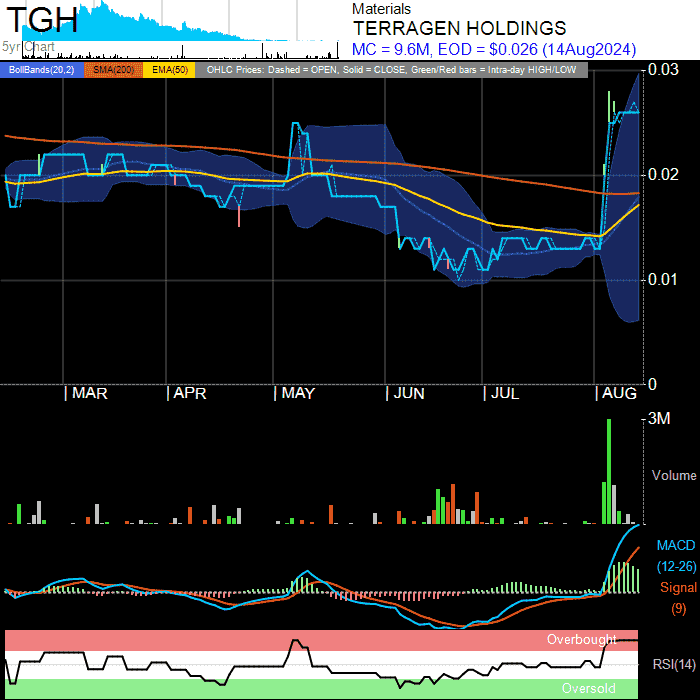 TGH
Materials
TERRAGEN HOLDINGS
5yr Chart
MC = 9.6M, EOD = $0.026 (14Aug2024)
BollBands(20,2) SMA(200) EMA(50) OHLC Prices: Dashed = OPEN, Solid = CLOSE, Green/Red bars = Intra-day HIGH/LOW
0.03
0.02
0.01
0
| MAR | APR | MAY | JUN | JUL | AUG
3M
Volume
MACD
(12-26)
Signal
(9)
Overbought
RSI(14)
Oversold